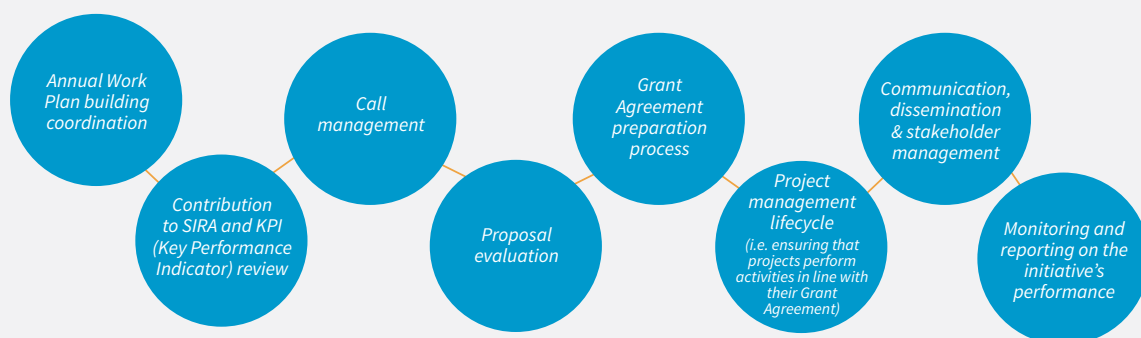 Annual Work
Plan building
coordination
Contribution
to SIRA and KPI
(Key Performance
Indicator) review
Call
management
Proposal
evaluation
Grant
Agreement
preparation
process
Project
management
lifecycle
(i.e. ensuring that
projects perform
activities in line with
their Grant
Agreement)
Communication,
dissemination
& stakeholder
management
Monitoring and
reporting on the
initiative's
performance